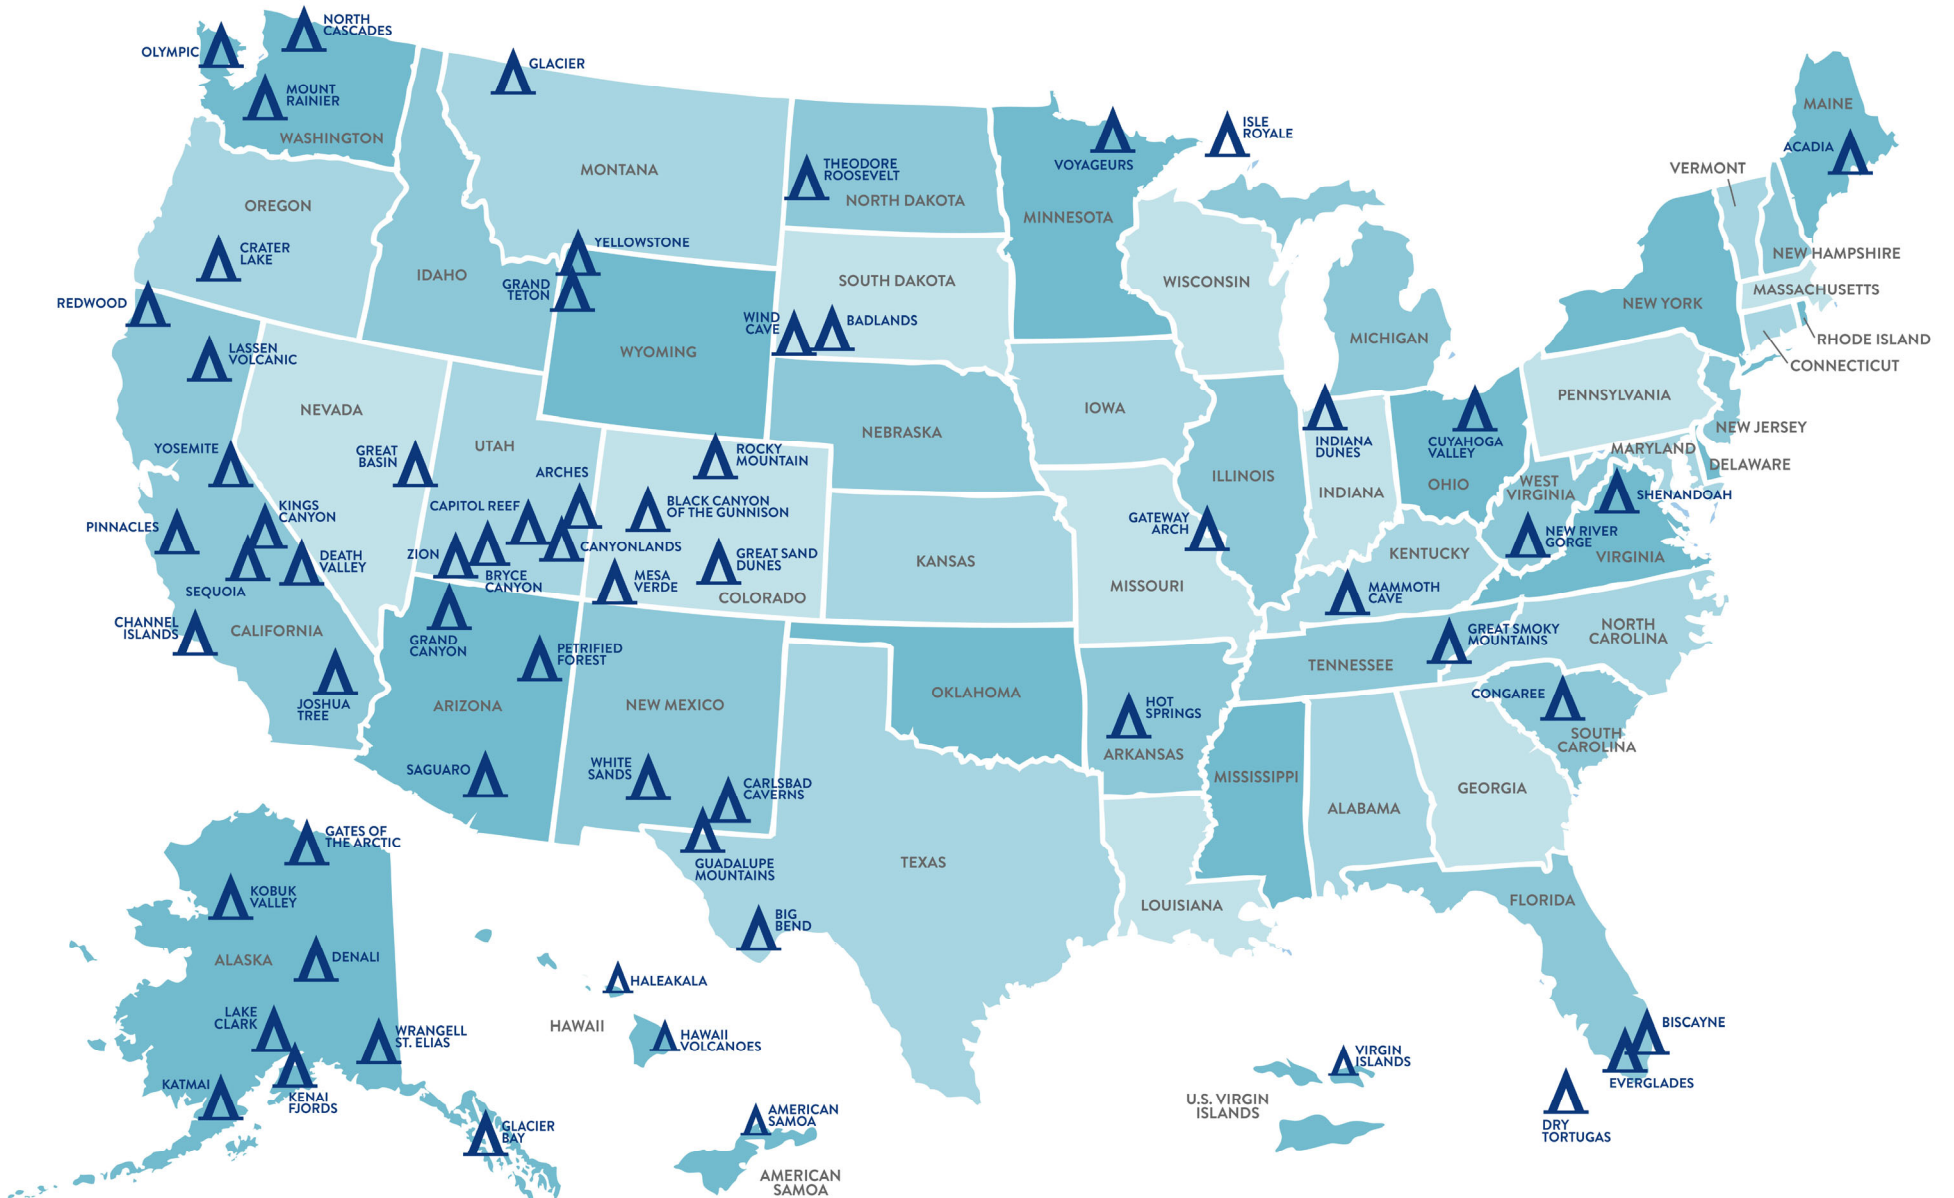 NORTH
CASCADES
OLYMPIC
GLACIER
MOUNT
RAINIER
WASHINGTON
MONTANA
THEODORE
ROOSEVELT
NORTH DAKOTA
VOYAGEURS
ISLE
ROYALE
MINNESOTA
MAINE
ACADIA
VERMONT
OREGON
CRATER
LAKE
IDAHO
YELLOWSTONE
GRAND
TETON
SOUTH DAKOTA
WISCONSIN
NEW HAMPSHIRE
MASSACHUSETTS
NEW YORK
REDWOOD
WIND
CAVE
BADLANDS
MICHIGAN
RHODE ISLAND
CONNECTICUT
LASSEN
VOLCANIC
WYOMING
NEVADA
IOWA
PENNSYLVANIA
NEBRASKA
NEW JERSEY
YOSEMITE
GREAT
BASIN
UTAH
ARCHES
ROCKY
MOUNTAIN
INDIANA
DUNES
CUYAHOGA
VALLEY
MARYLAND
DELAWARE
ILLINOIS
INDIANA
OHIO
WEST
VIRGINIA
SHENANDOAH
KINGS
CANYON
CAPITOL REEF
BLACK CANYON
OF THE GUNNISON
PINNACLES
GATEWAY
ARCH
NEW RIVER
GORGE
VIRGINIA
DEATH
VALLEY
ZION
CANYONLANDS
GREAT SAND
DUNES
KANSAS
KENTUCKY
SEQUOIA
BRYCE
CANYON
MESA
VERDE
COLORADO
MISSOURI
MAMMOTH
CAVE
CHANNEL
ISLANDS
CALIFORNIA
GRAND
CANYON
PETRIFIED
FOREST
GREAT SMOKY
MOUNTAINS
NORTH
CAROLINA
TENNESSEE
JOSHUA
TREE
ARIZONA
NEW MEXICO
OKLAHOMA
HOT
SPRINGS
ARKANSAS
CONGAREE
SOUTH
CAROLINA
SAGUARO
WHITE
SANDS
CARLSBAD
CAVERNS
MISSISSIPPI
ALABAMA
GEORGIA
GATES OF
THE ARCTIC
GUADALUPE
MOUNTAINS
TEXAS
KOBUK
VALLEY
BIG
BEND
LOUISIANA
FLORIDA
ALASKA
DENALI
HALEAKALA
LAKE
CLARK
WRANGELL
ST. ELIAS
HAWAII
HAWAII
VOLCANOES
BISCAYNE
VIRGIN
ISLANDS
KATMAI
KENAI
FJORDS
EVERGLADES
U.S. VIRGIN
ISLANDS
GLACIER
BAY
AMERICAN
SAMOA
DRY
TORTUGAS
AMERICAN
SAMOA